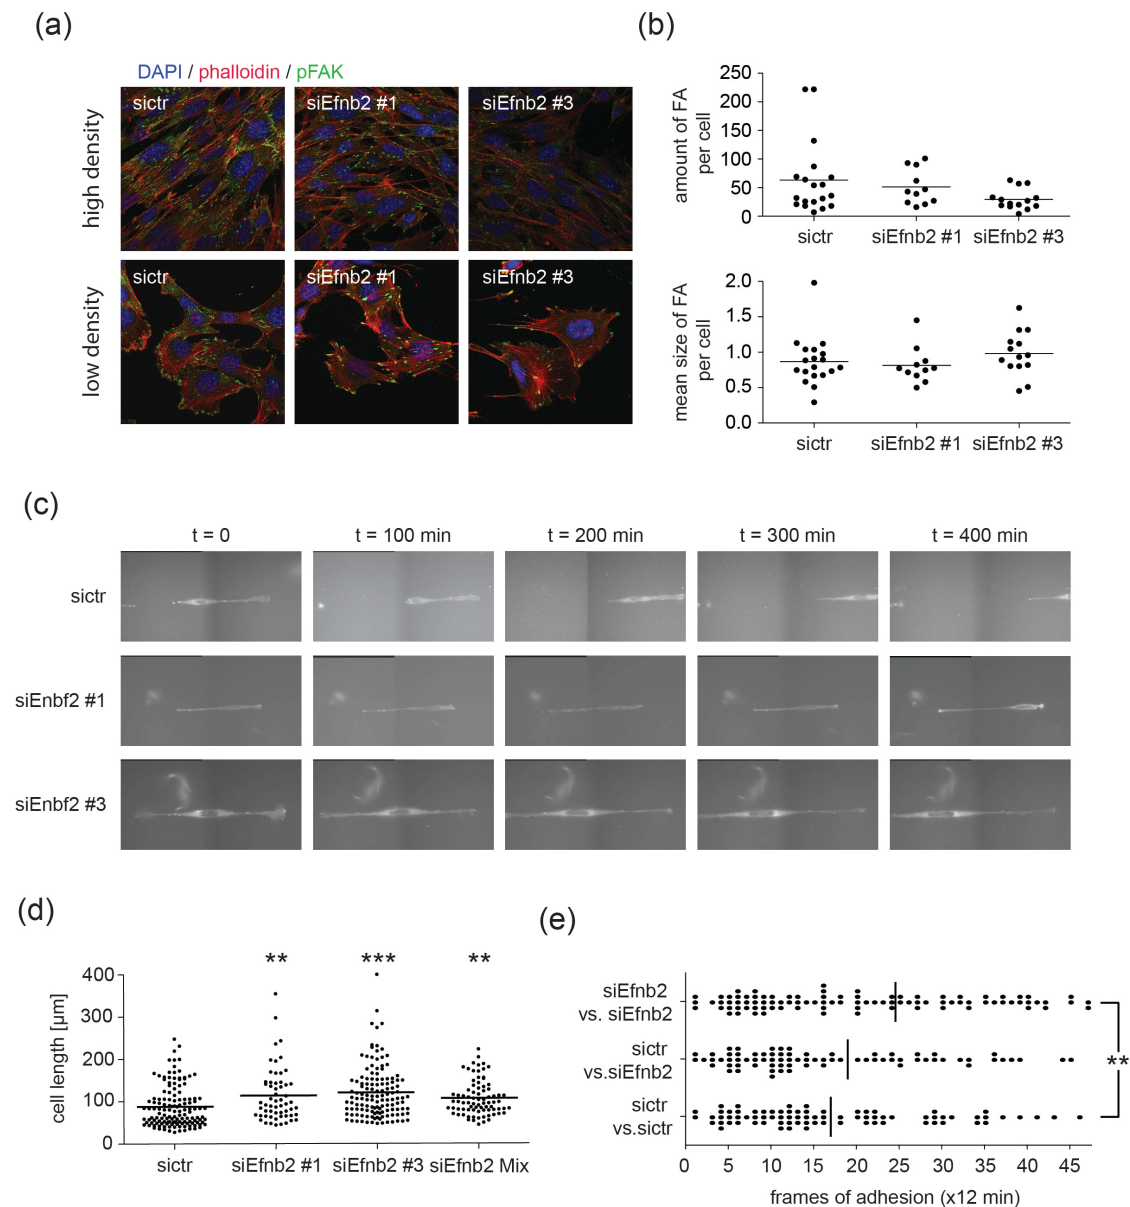 (a)
DAPI / phalloidin / pFAK
high density
sictr
siEfnb2 #1
siEfnb2 #3
low density
sictr
siEfnb2 #1
siEfnb2 #3
(b)
amount of FA
per cell
250
200
150
100
50
0
sictr
siEfnb2 #1
siEfnb2 #3
mean size of FA
per cell
2.0
1.5
1.0
0.5
0.0
sictr
siEfnb2 #1
siEfnb2 #3
(c)
t = 0
t = 100 min
t = 200 min
t = 300 min
t = 400 min
sictr
siEnbf2 #1
siEnbf2 #3
(d)
cell length [µm]
400
300
200
100
0
**
***
**
sictr
siEfnb2 #1
siEfnb2 #3
siEfnb2 Mix
(e)
siEfnb2
vs. siEfnb2
sictr
vs.siEfnb2
sictr
vs.sictr
**
0 5 10 15 20 25 30 35 40 45
frames of adhesion (x12 min)